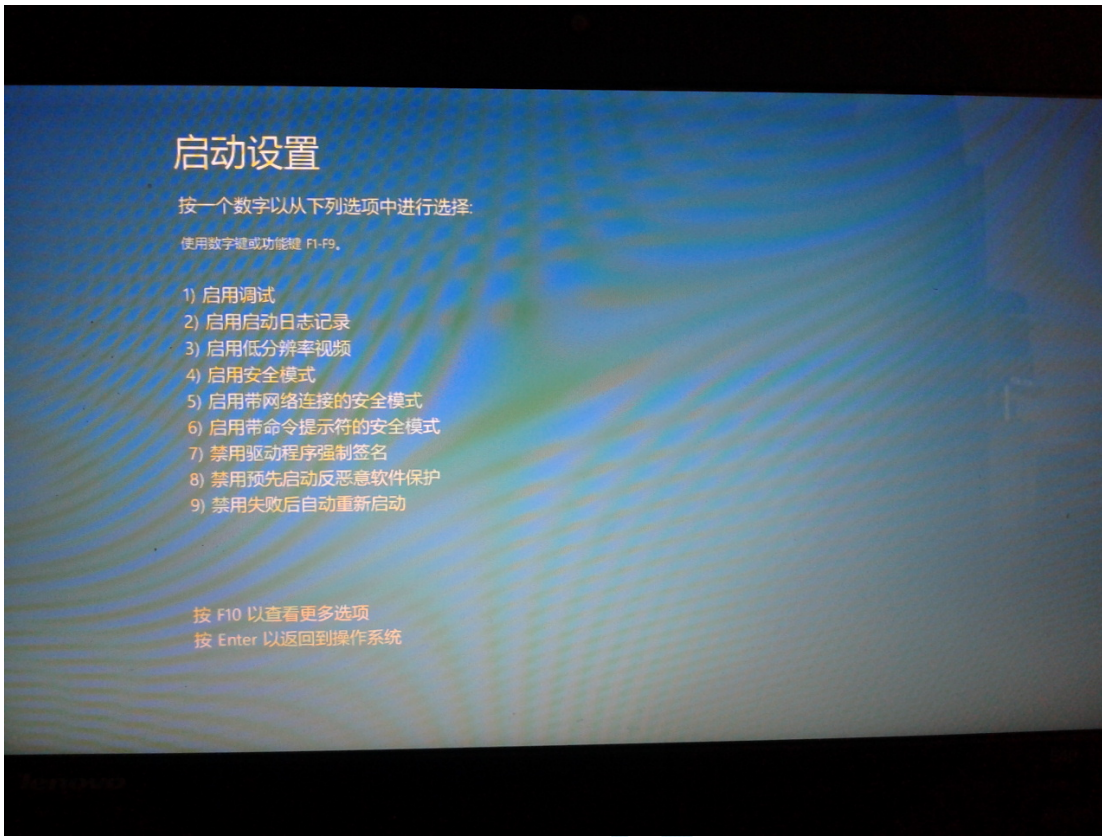 启动设置
按一个数字以从下列选项中进行选择:
使用数字键或功能键 F1-F9。
1) 启用调试
2) 启用启动日志记录
3) 启用低分辨率视频
4) 启用安全模式
5) 启用带网络连接的安全模式
6) 启用带命令提示符的安全模式
7) 禁用驱动程序强制签名
8) 禁用预先启动反恶意软件保护
9) 禁用失败后自动重新启动
按 F10 以查看更多选项
按 Enter 以返回到操作系统
lenovo